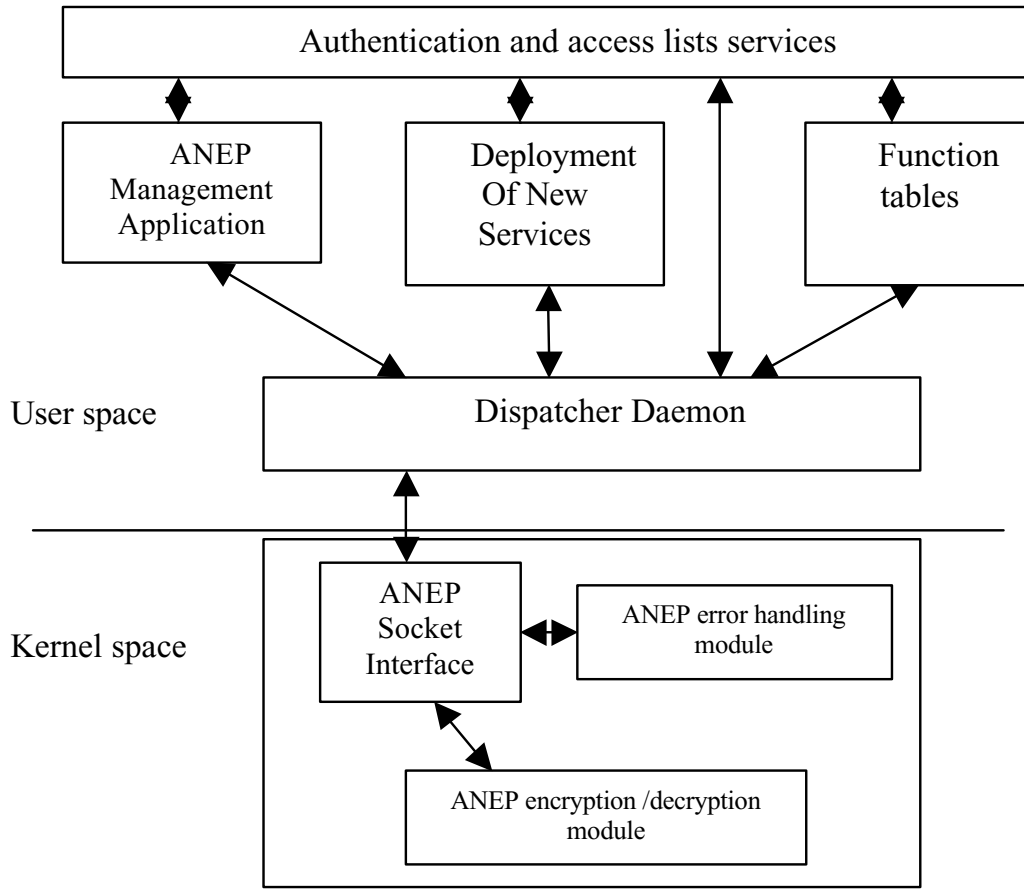 Authentication and access lists services
ANEP
Management
Application
Deployment
Of New
Services
Function
tables
User space
Dispatcher Daemon
Kernel space
ANEP
Socket
Interface
ANEP error handling
module
ANEP encryption /decryption
module